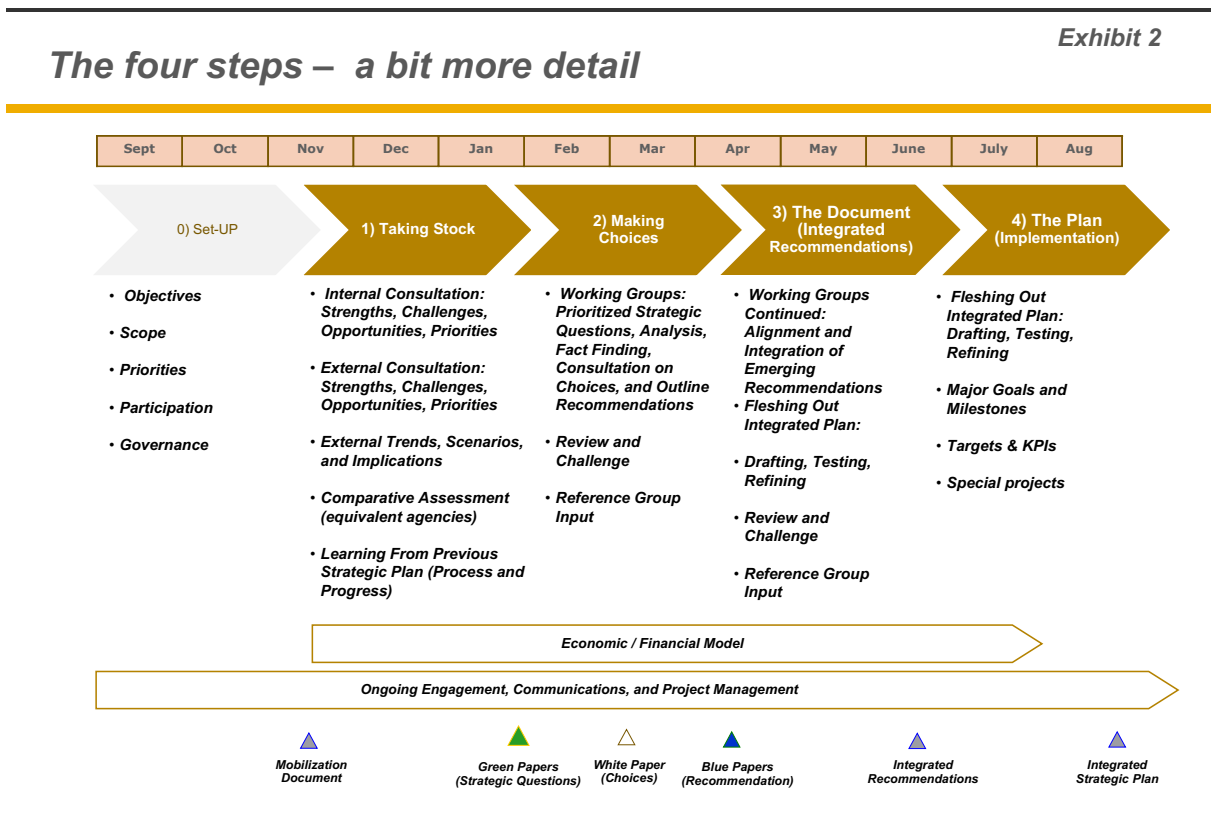 Exhibit 2
The four steps – a bit more detail
Sept Oct Nov Dec Jan Feb Mar Apr May June July Aug
0) Set-UP
1) Taking Stock
2) Making
Choices
3) The Document
(Integrated
Recommendations)
4) The Plan
(Implementation)
• Objectives
• Scope
• Priorities
• Participation
• Governance
• Internal Consultation:
Strengths, Challenges,
Opportunities, Priorities
• External Consultation:
Strengths, Challenges,
Opportunities, Priorities
• External Trends, Scenarios,
and Implications
• Comparative Assessment
(equivalent agencies)
• Learning From Previous
Strategic Plan (Process and
Progress)
• Working Groups:
Prioritized Strategic
Questions, Analysis,
Fact Finding,
Consultation on
Choices, and Outline
Recommendations
• Review and
Challenge
• Reference Group
Input
• Working Groups
Continued:
Alignment and
Integration of
Emerging
Recommendations
• Fleshing Out
Integrated Plan:
• Drafting, Testing,
Refining
• Review and
Challenge
• Reference Group
Input
• Fleshing Out
Integrated Plan:
Drafting, Testing,
Refining
• Major Goals and
Milestones
• Targets & KPIs
• Special projects
Economic / Financial Model
Ongoing Engagement, Communications, and Project Management
Mobilization
Document
Green Papers
(Strategic Questions)
White Paper
(Choices)
Blue Papers
(Recommendation)
Integrated
Recommendations
Integrated
Strategic Plan